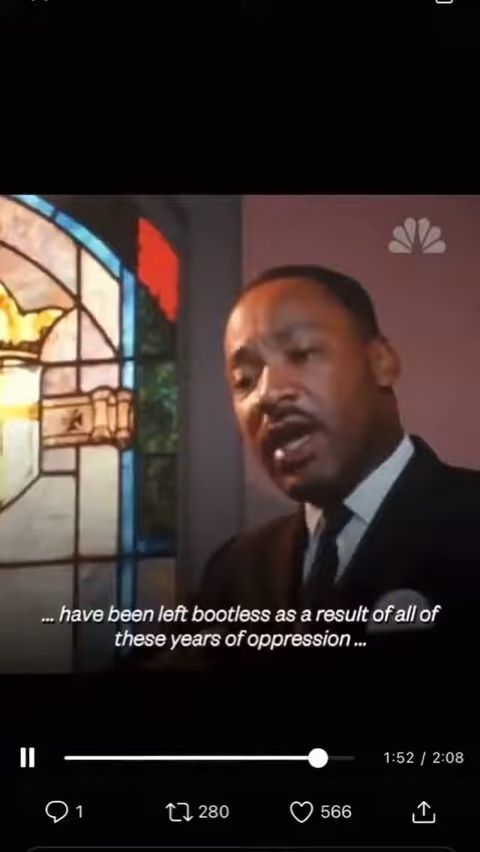 ... have been left bootless as a result of all of
these years of oppression ...
1:52 / 2:08
1
280
566